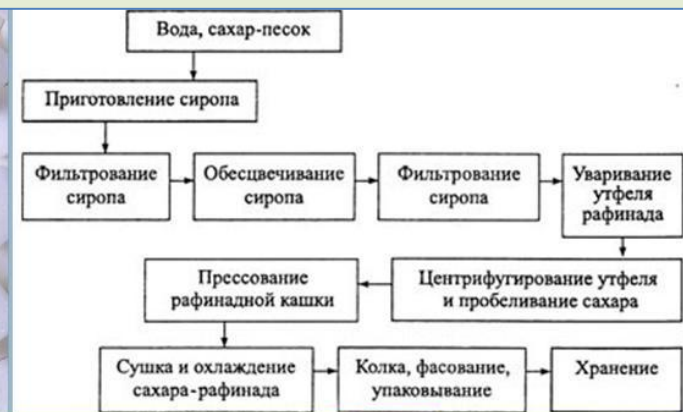 Вода, сахар-песок
Приготовление сиропа
Фильтрование
сиропа
Обесцвечивание
сиропа
Фильтрование
сиропа
Уваривание
утфеля
рафинада
Центрифугирование утфеля
и пробеливание сахара
Прессование
рафинадной кашки
Сушка и охлаждение
сахара-рафинада
Колка, фасование,
упаковывание
Хранение